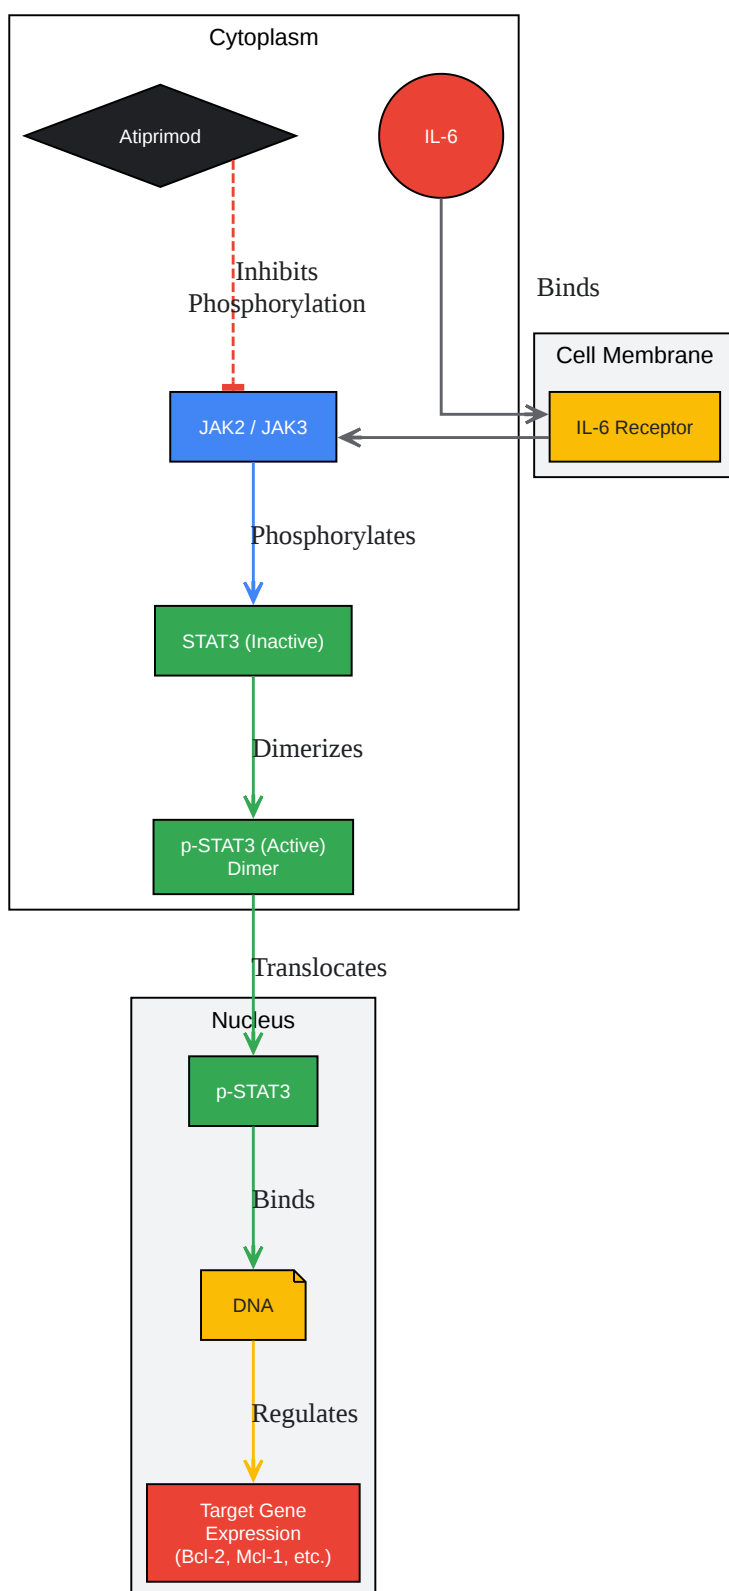 Cytoplasm
Atiprimod
IL-6
Inhibits
Phosphorylation
Binds
Cell Membrane
JAK2 / JAK3
IL-6 Receptor
Phosphorylates
STAT3 (Inactive)
Dimerizes
p-STAT3 (Active)
Dimer
Translocates
Nucleus
p-STAT3
Binds
DNA
Regulates
Target Gene
Expression
(Bcl-2, Mcl-1, etc.)